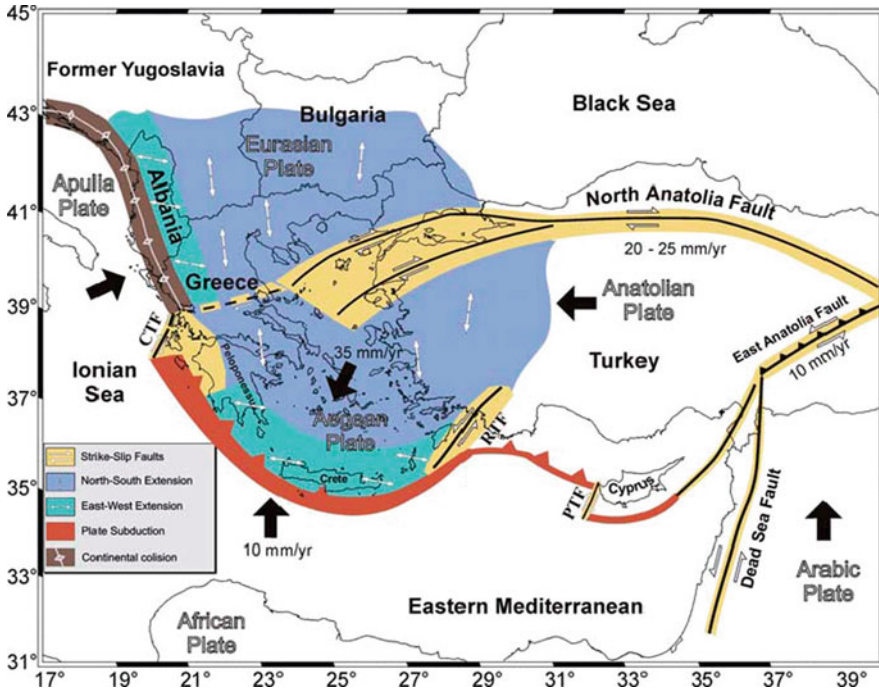 45°
43°
41°
39°
37°
35°
33°
31°
Former Yugoslavia
Bulgaria
Black Sea
Eurasian
Plate
Apulia
Plate
Albania
North Anatolia Fault
20 - 25 mm/yr
Greece
Anatolian
Plate
CTF
East Anatolia Fault
10 mm/yr
Ionian
Sea
Peloponessus
35 mm/yr
Turkey
Aegean
Plate
RTF
Strike-Slip Faults
North-South Extension
East-West Extension
Plate Subduction
Continental colision
Crete
PTF
Cyprus
Dead Sea Fault
10 mm/yr
Arabic
Plate
African
Plate
Eastern Mediterranean
17° 19° 21° 23° 25° 27° 29° 31° 33° 35° 37° 39°